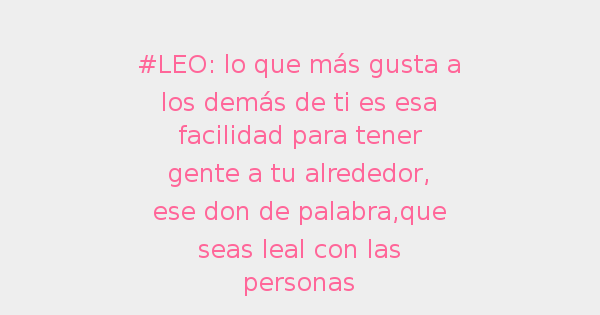 #LEO: lo que más gusta a
los demás de ti es esa
facilidad para tener
gente a tu alrededor,
ese don de palabra,que
seas leal con las
personas